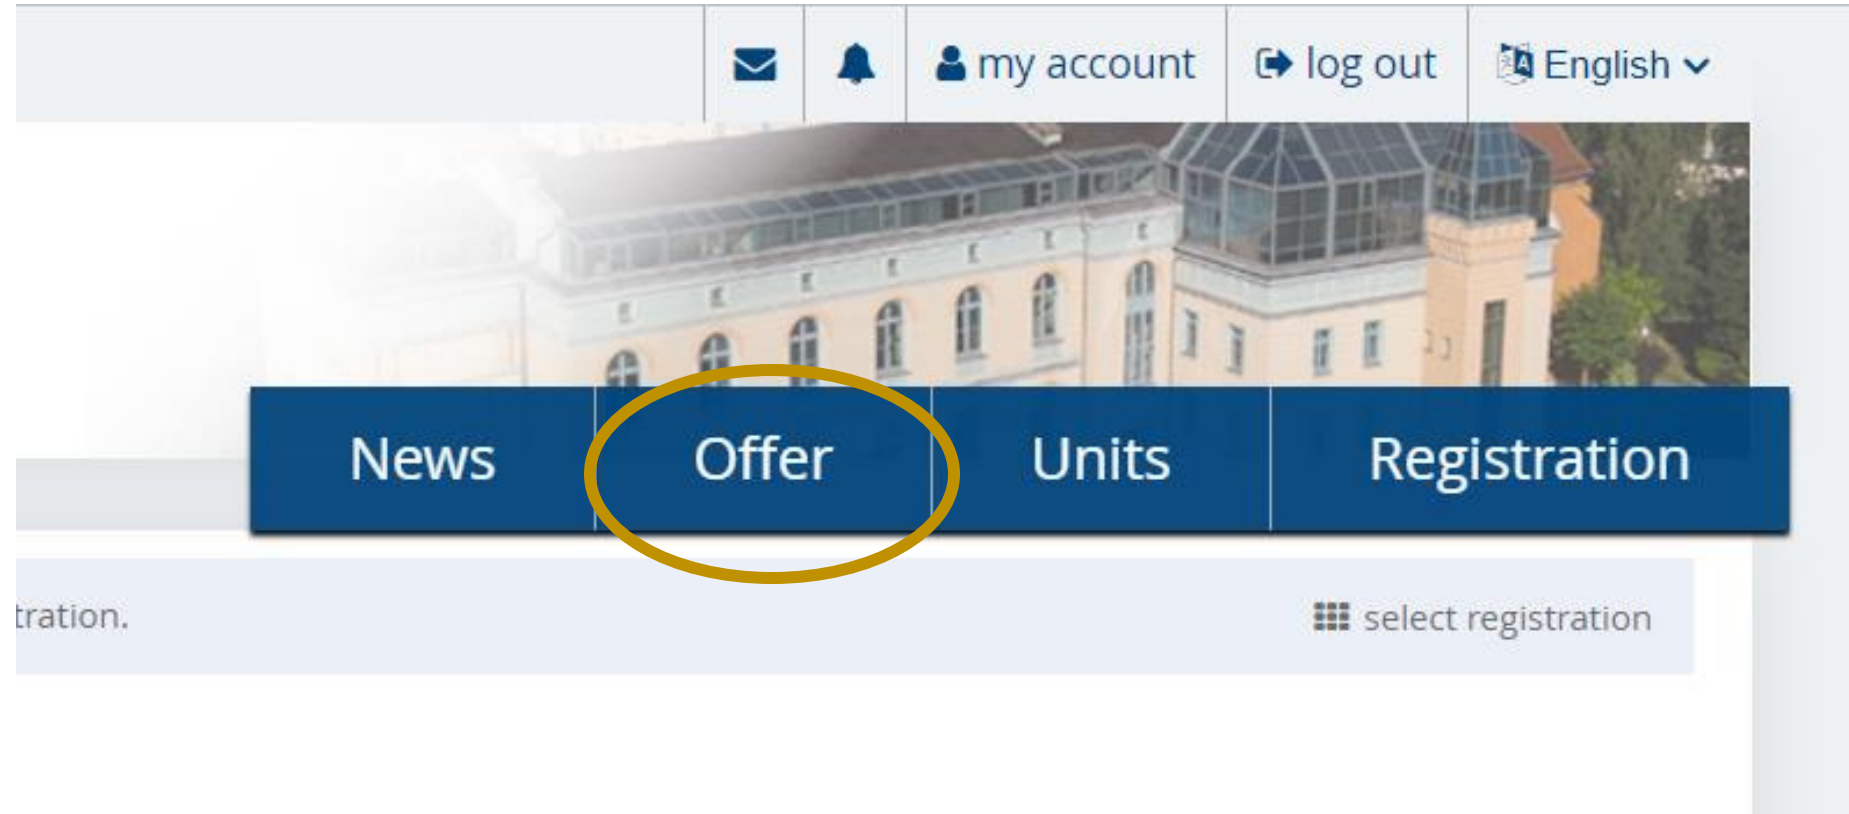 my account log out English
News Offer Units Registration
tration. select registration